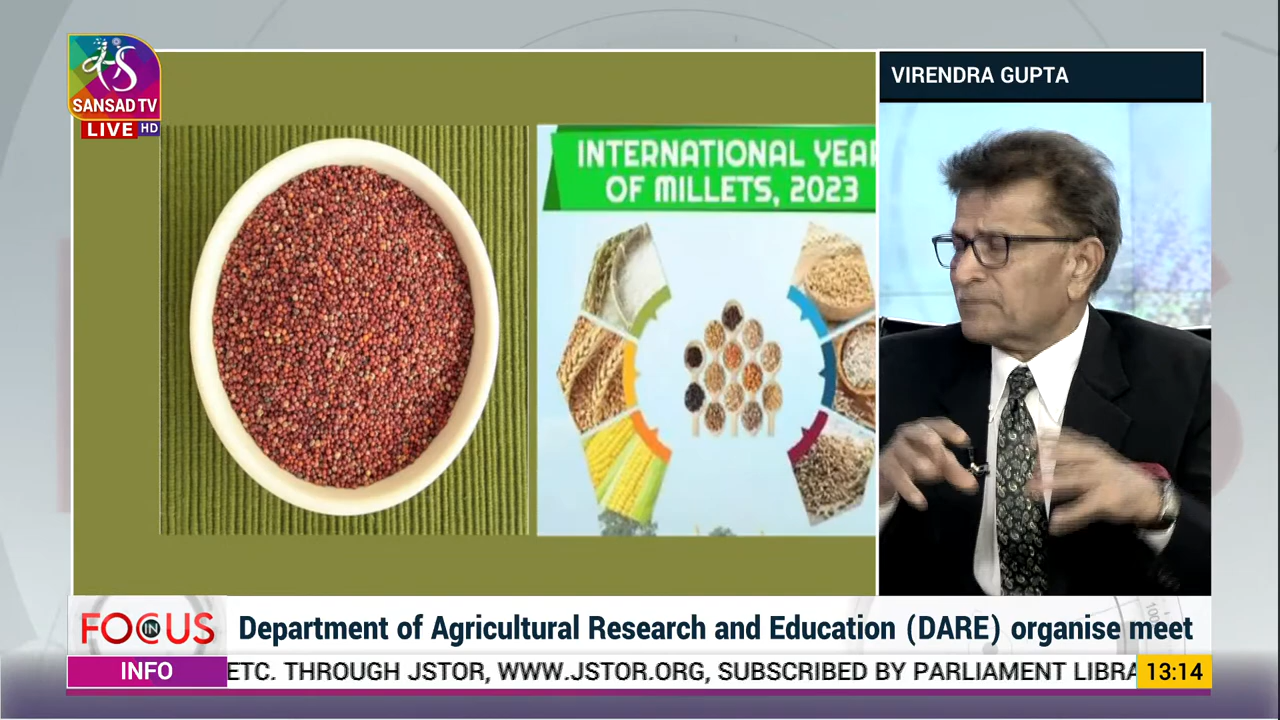 SANSAD TV
LIVE HD
INTERNATIONAL YEAR
OF MILLETS, 2023
VIRENDRA GUPTA
FOCUS
IN
Department of Agricultural Research and Education (DARE) organise meet
INFO
ETC. THROUGH JSTOR, WWW.JSTOR.ORG, SUBSCRIBED BY PARLIAMENT LIBRA
13:14